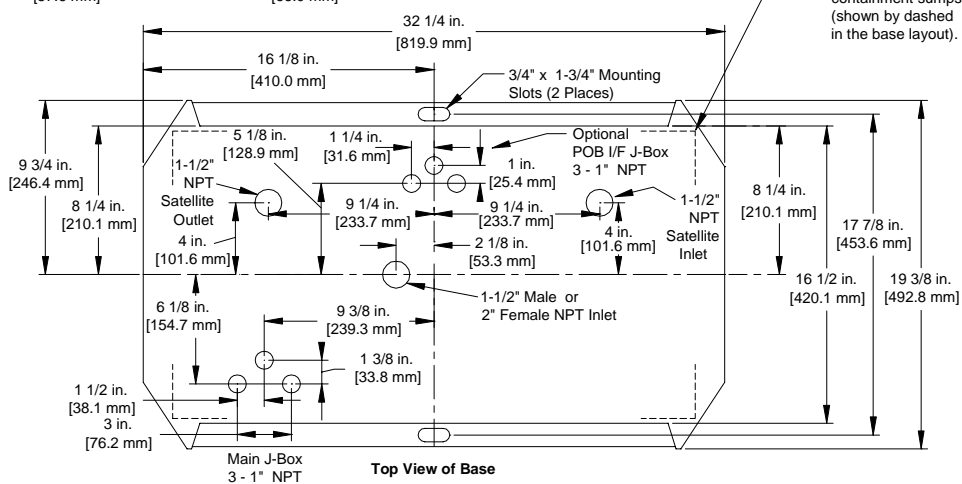 containment sumps
(shown by dashed
in the base layout).
32 1/4 in.
[819.9 mm]
16 1/8 in.
[410.0 mm]
3/4" x 1-3/4" Mounting
Slots (2 Places)
5 1/8 in.
[128.9 mm]
1 1/4 in.
[31.6 mm]
Optional
POB I/F J-Box
3 - 1" NPT
1 in.
[25.4 mm]
9 3/4 in.
[246.4 mm]
8 1/4 in.
[210.1 mm]
1-1/2"
NPT
Satellite
Outlet
4 in.
[101.6 mm]
9 1/4 in.
[233.7 mm]
9 1/4 in.
[233.7 mm]
2 1/8 in.
[53.3 mm]
4 in.
[101.6 mm]
1-1/2"
NPT
Satellite
Inlet
8 1/4 in.
[210.1 mm]
17 7/8 in.
[453.6 mm]
16 1/2 in.
[420.1 mm]
19 3/8 in.
[492.8 mm]
1-1/2" Male or
2" Female NPT Inlet
6 1/8 in.
[154.7 mm]
9 3/8 in.
[239.3 mm]
1 3/8 in.
[33.8 mm]
1 1/2 in.
[38.1 mm]
3 in.
[76.2 mm]
Main J-Box
3 - 1" NPT
Top View of Base